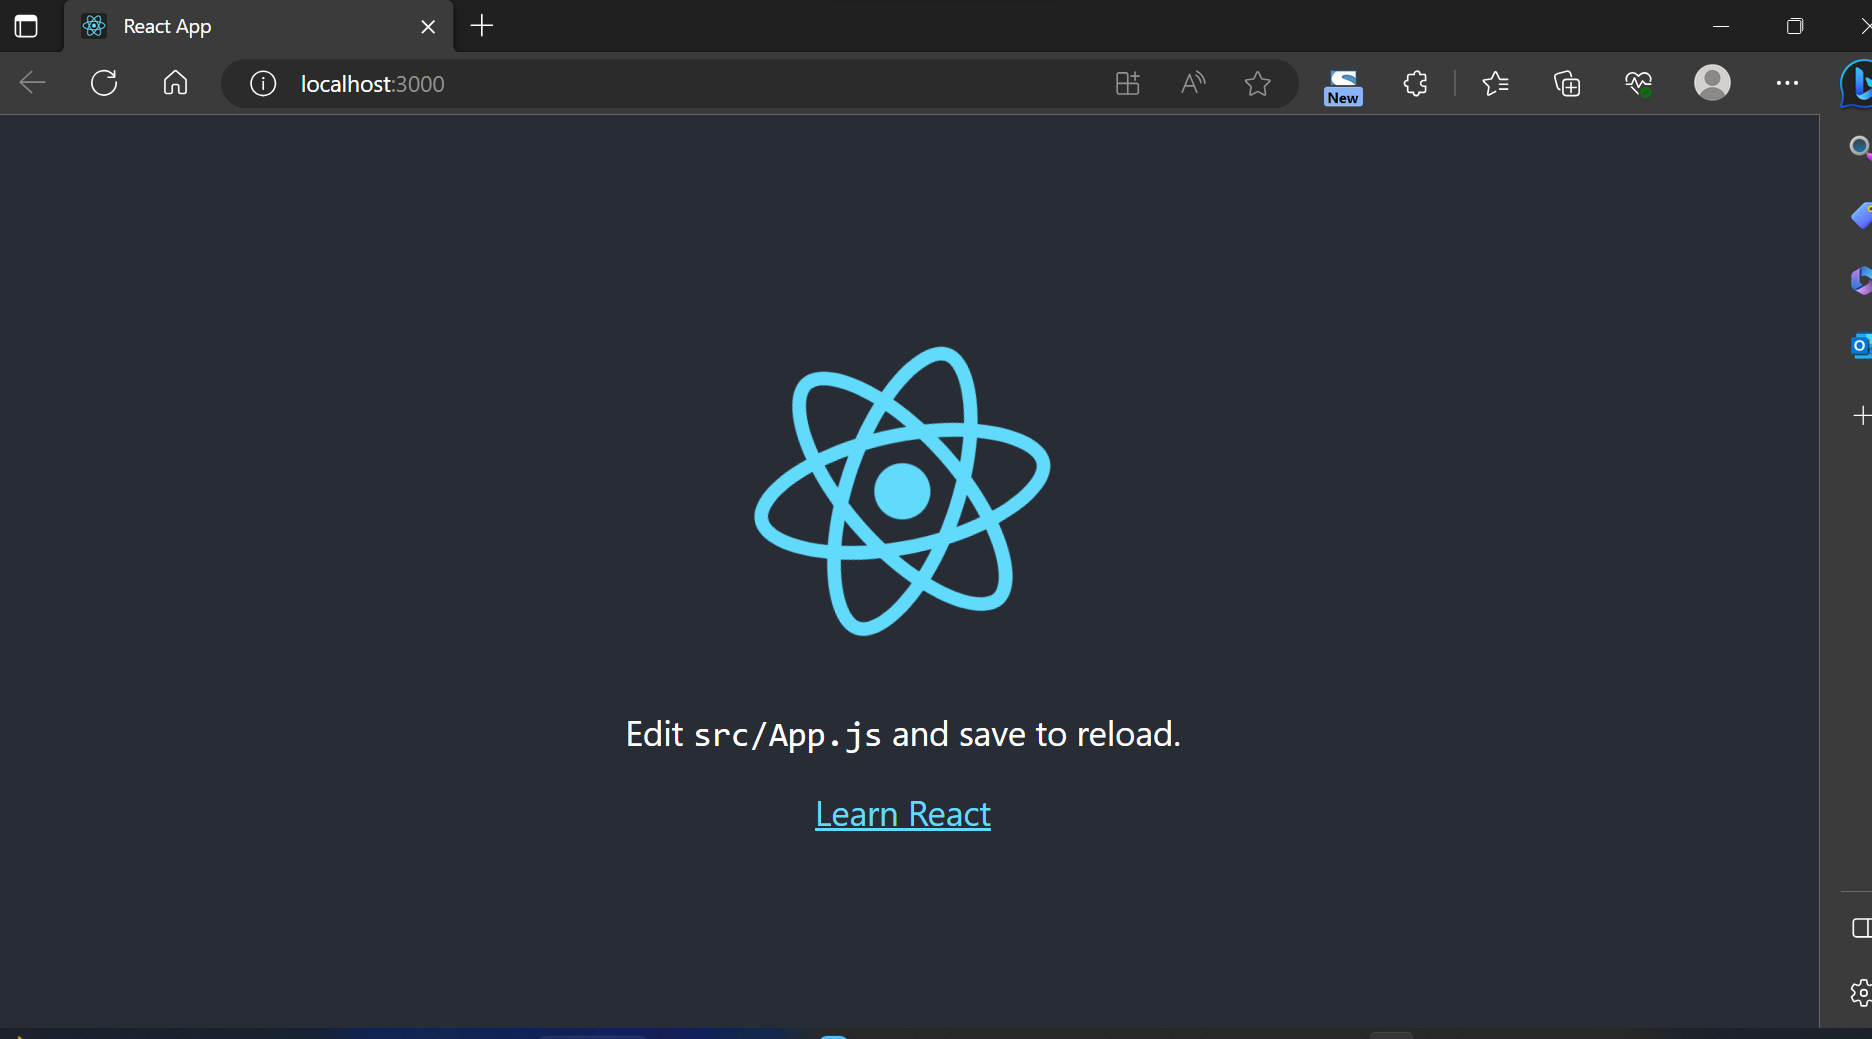 React App
localhost:3000
New
Edit src/App.js and save to reload.
Learn React